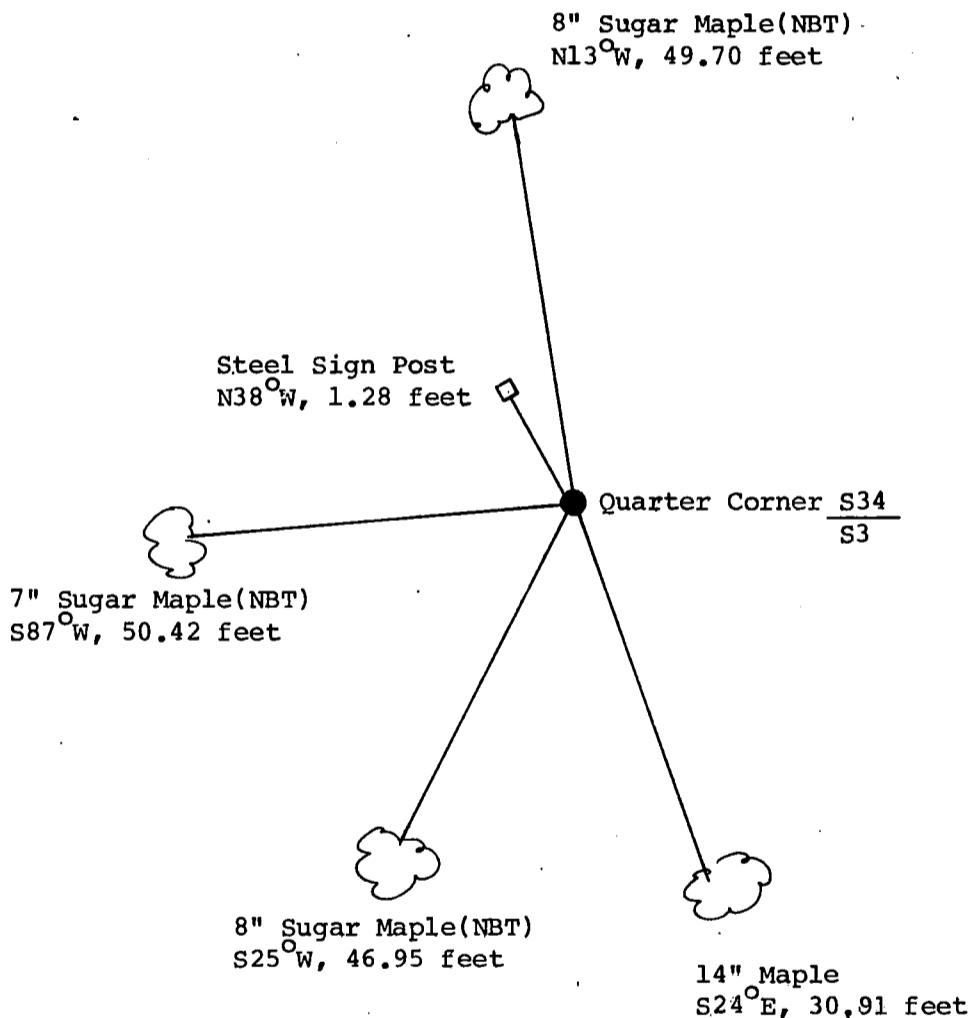 8" Sugar Maple(NBT)
N13°W, 49.70 feet
Steel Sign Post
N38°W, 1.28 feet
Quarter Corner S34
S3
7" Sugar Maple(NBT)
S87°W, 50.42 feet
8" Sugar Maple(NBT)
S25°W, 46.95 feet
14" Maple
S24°E, 30.91 feet